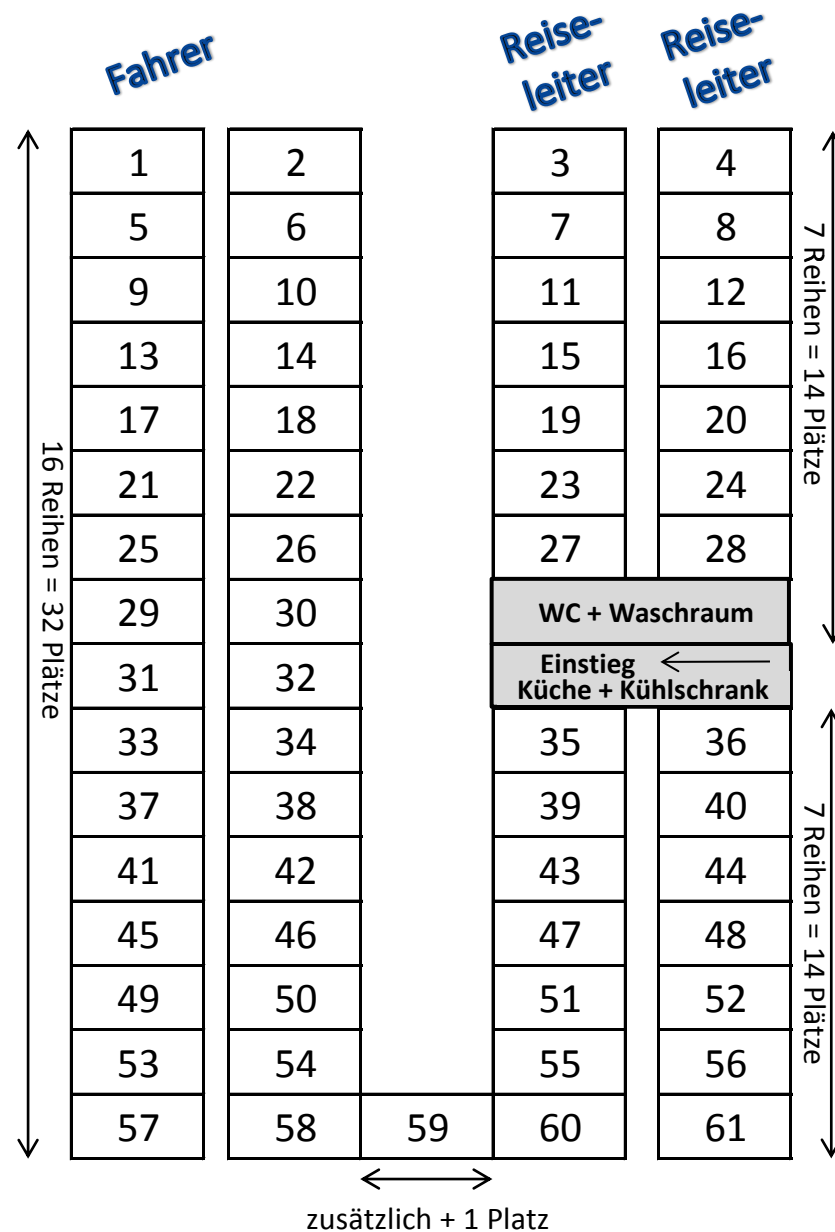 Fahrer
Reise-
leiter
Reise-
leiter
1 2 3 4
5 6 7 8
9 10 11 12
13 14 15 16
17 18 19 20
21 22 23 24
25 26 27 28
29 30 WC + Waschraum
31 32 Einstieg
Küche + Kühlschrank
33 34 35 36
37 38 39 40
41 42 43 44
45 46 47 48
49 50 51 52
53 54 55 56
57 58 59 60 61
16 Reihen = 32 Plätze
7 Reihen = 14 Plätze
7 Reihen = 14 Plätze
zusätzlich + 1 Platz